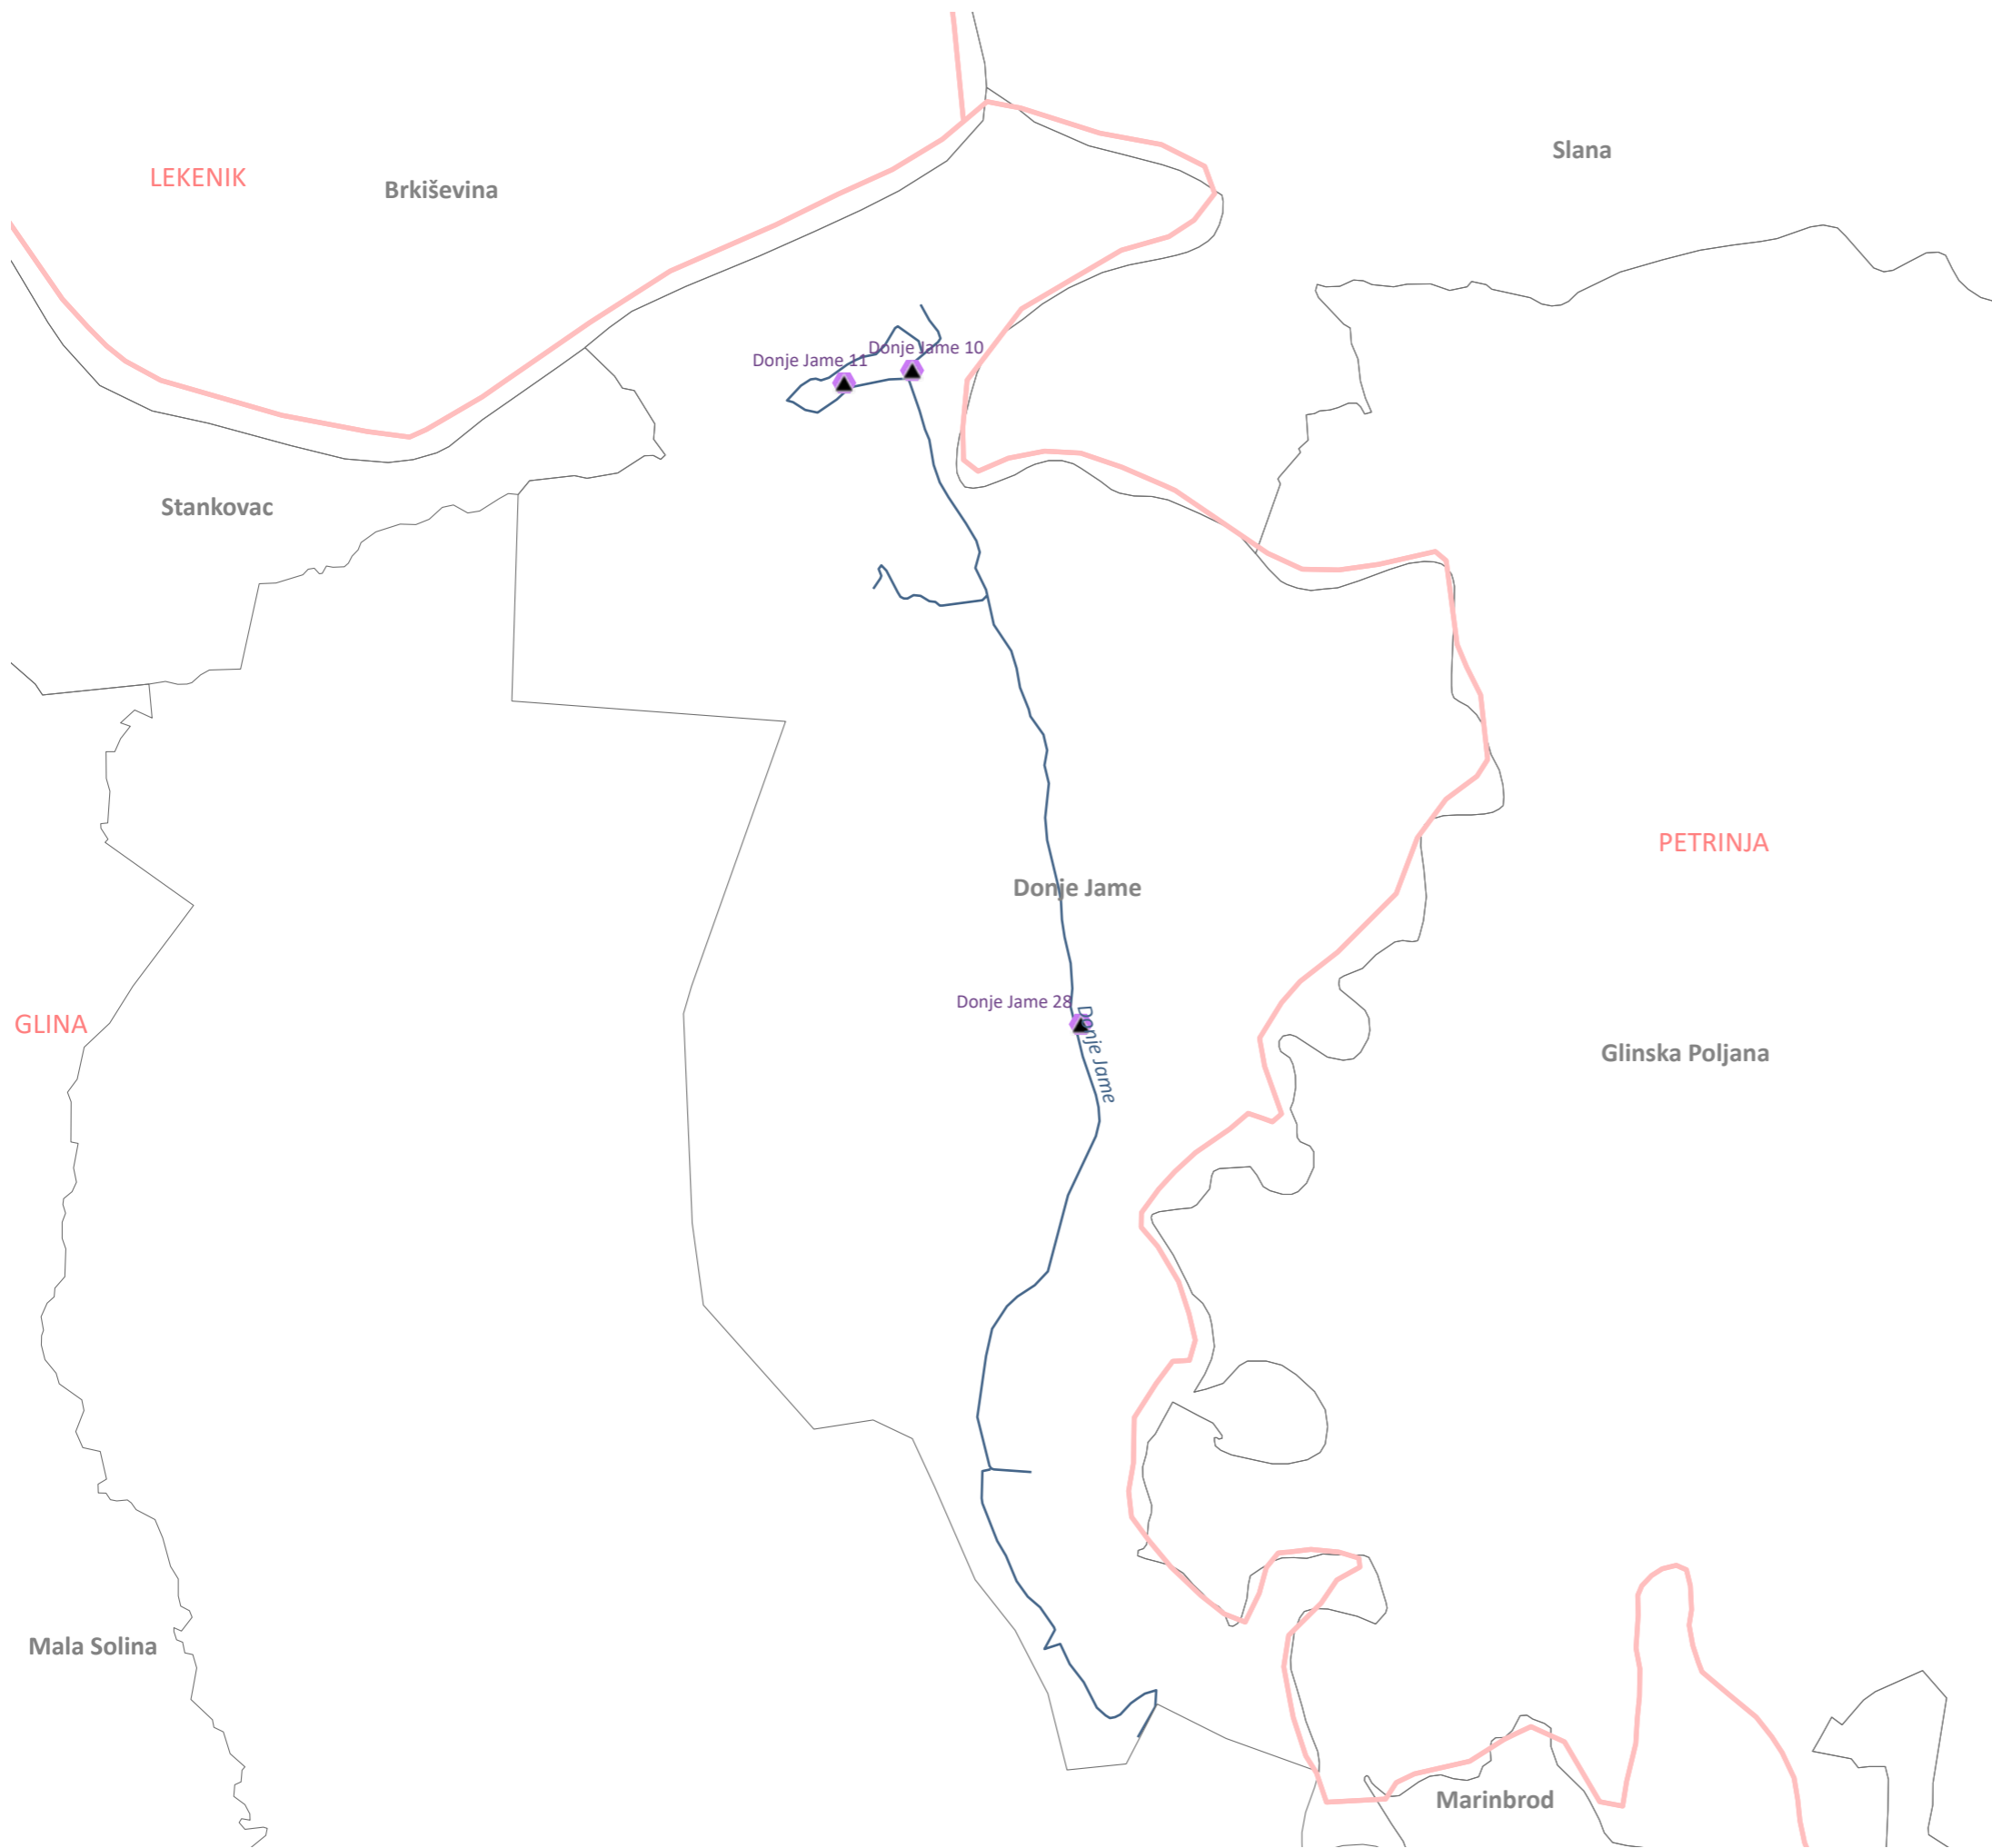 Slana
LEKENIK
Brkiševina
Donje Jame 10
Donje Jame 11
Stankovac
PETRINJA
Donje Jame
Donje Jame 28
GLINA
Donje Jame
Glinska Poljana
Mala Solina
Marinbrod